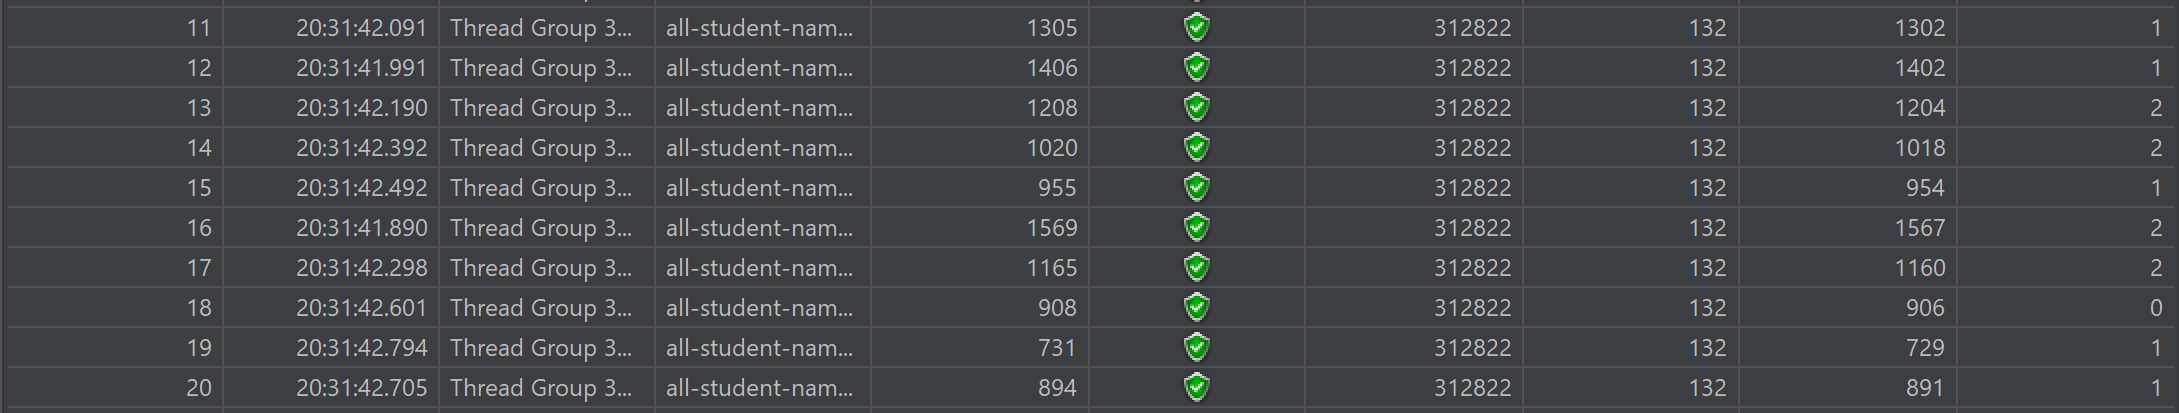 11 20:31:42.091 Thread Group 3... all-student-nam... 1305 312822 132 1302 1
12 20:31:41.991 Thread Group 3... all-student-nam... 1406 312822 132 1402 1
13 20:31:42.190 Thread Group 3... all-student-nam... 1208 312822 132 1204 2
14 20:31:42.392 Thread Group 3... all-student-nam... 1020 312822 132 1018 2
15 20:31:42.492 Thread Group 3... all-student-nam... 955 312822 132 954 1
16 20:31:41.890 Thread Group 3... all-student-nam... 1569 312822 132 1567 2
17 20:31:42.298 Thread Group 3... all-student-nam... 1165 312822 132 1160 2
18 20:31:42.601 Thread Group 3... all-student-nam... 908 312822 132 906 0
19 20:31:42.794 Thread Group 3... all-student-nam... 731 312822 132 729 1
20 20:31:42.705 Thread Group 3... all-student-nam... 894 312822 132 891 1